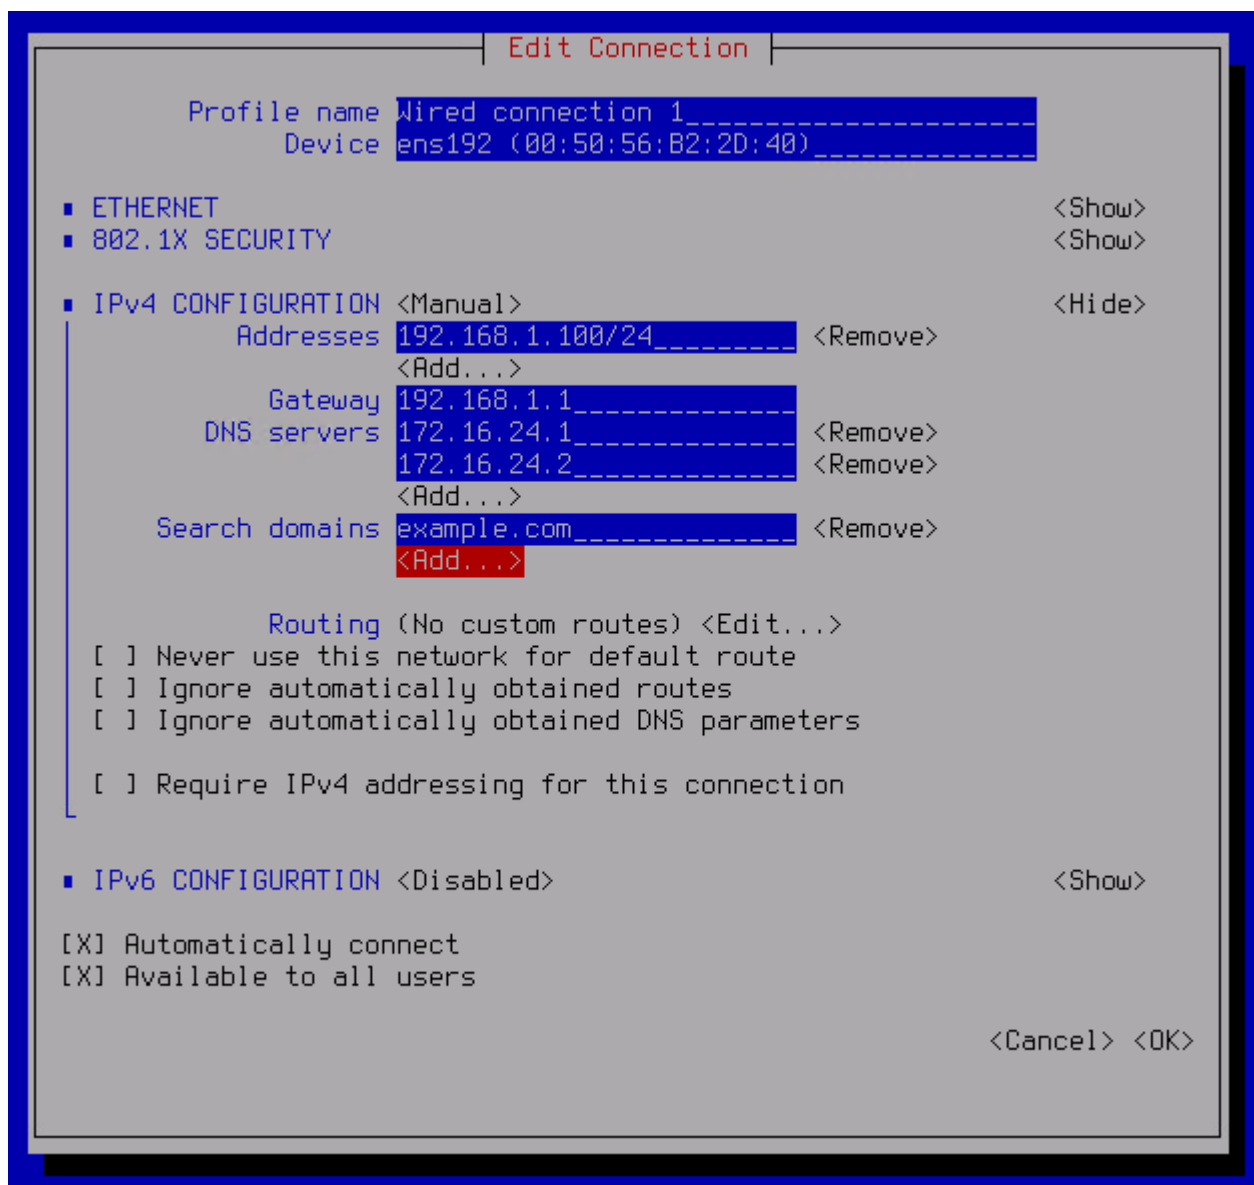 Edit Connection
Profile name Wired connection 1
Device ens192 (00:50:56:B2:2D:40)
ETHERNET <Show>
802.1X SECURITY <Show>
IPv4 CONFIGURATION <Manual> <Hide>
Addresses 192.168.1.100/24 <Remove>
<Add...>
Gateway 192.168.1.1
DNS servers 172.16.24.1 <Remove>
172.16.24.2 <Remove>
<Add...>
Search domains example.com <Remove>
<Add...>
Routing (No custom routes) <Edit...>
[ ] Never use this network for default route
[ ] Ignore automatically obtained routes
[ ] Ignore automatically obtained DNS parameters
[ ] Require IPv4 addressing for this connection
IPv6 CONFIGURATION <Disabled> <Show>
[X] Automatically connect
[X] Available to all users
<Cancel> <OK>